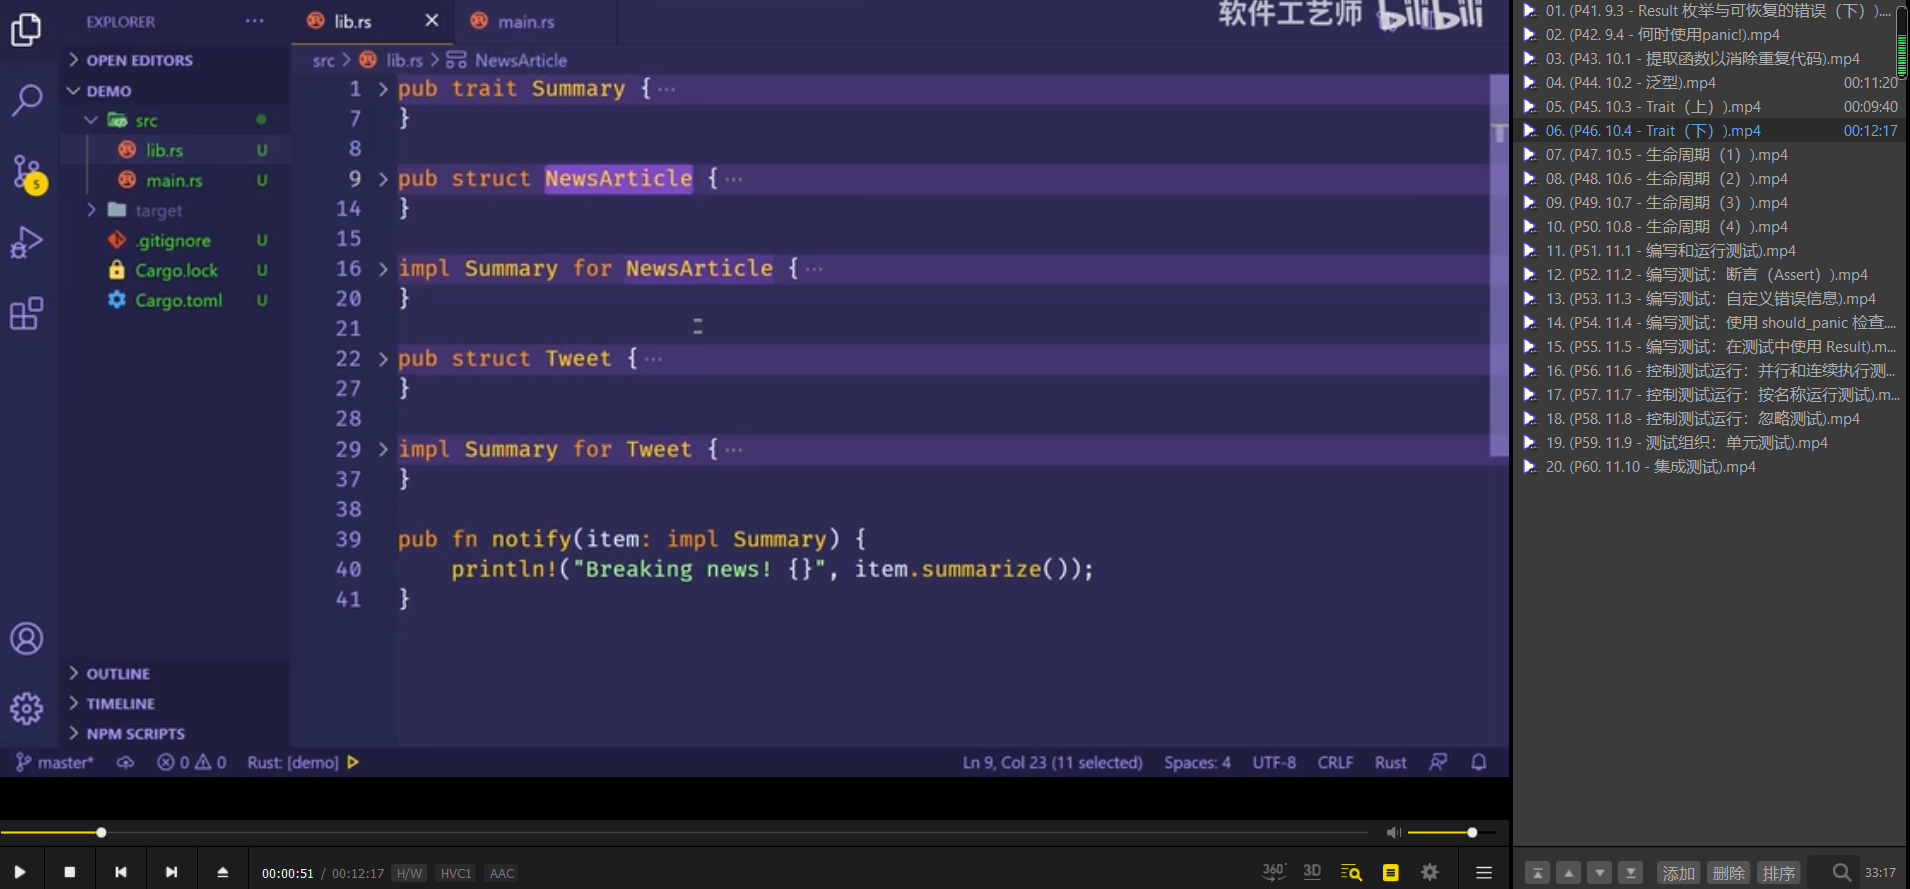 EXPLORER
OPEN EDITORS
DEMO
src
lib.rs U
main.rs U
target
.gitignore U
Cargo.lock U
Cargo.toml U
OUTLINE
TIMELINE
NPM SCRIPTS
5
lib.rs
main.rs
软件工艺师 bilibili
src > lib.rs > NewsArticle
1 pub trait Summary {···
7 }
8
9 pub struct NewsArticle {···
14 }
15
16 impl Summary for NewsArticle {···
20 }
21
22 pub struct Tweet {···
27 }
28
29 impl Summary for Tweet {···
37 }
38
39 pub fn notify(item: impl Summary) {
40 println!("Breaking news! {}", item.summarize());
41 }
master* 0 0 Rust: [demo] Ln 9, Col 23 (11 selected) Spaces: 4 UTF-8 CRLF Rust
00:00:51 / 00:12:17 H/W HVC1 AAC
360° 3D
01. (P41. 9.3 - Result 枚举与可恢复的错误（下）)....
02. (P42. 9.4 - 何时使用panic!).mp4
03. (P43. 10.1 - 提取函数以消除重复代码).mp4
04. (P44. 10.2 - 泛型).mp4 00:11:20
05. (P45. 10.3 - Trait（上）).mp4 00:09:40
06. (P46. 10.4 - Trait（下）).mp4 00:12:17
07. (P47. 10.5 - 生命周期（1）).mp4
08. (P48. 10.6 - 生命周期（2）).mp4
09. (P49. 10.7 - 生命周期（3）).mp4
10. (P50. 10.8 - 生命周期（4）).mp4
11. (P51. 11.1 - 编写和运行测试).mp4
12. (P52. 11.2 - 编写测试：断言（Assert）).mp4
13. (P53. 11.3 - 编写测试：自定义错误信息).mp4
14. (P54. 11.4 - 编写测试：使用 should_panic 检查....
15. (P55. 11.5 - 编写测试：在测试中使用 Result).m...
16. (P56. 11.6 - 控制测试运行：并行和连续执行测...
17. (P57. 11.7 - 控制测试运行：按名称运行测试).m...
18. (P58. 11.8 - 控制测试运行：忽略测试).mp4
19. (P59. 11.9 - 测试组织：单元测试).mp4
20. (P60. 11.10 - 集成测试).mp4
添加 删除 排序 33:17